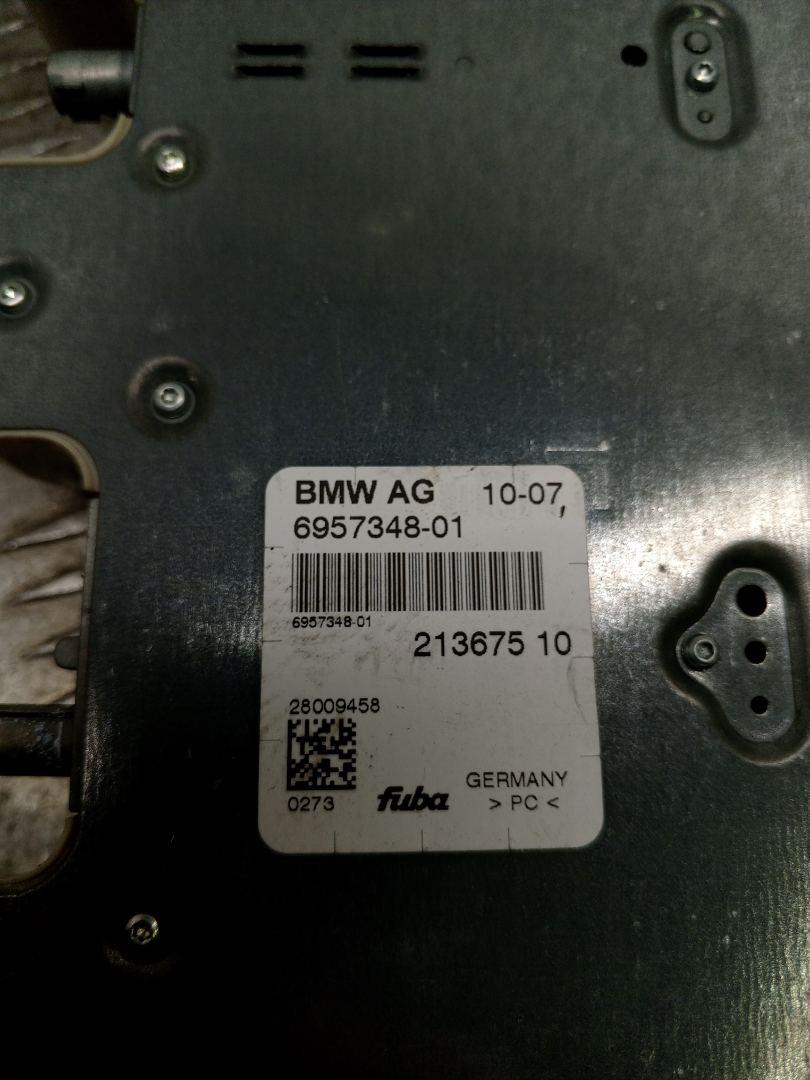 BMW AG 10-07,
6957348-01
6957348-01
213675 10
28009458
GERMANY
0273 fuba > PC <